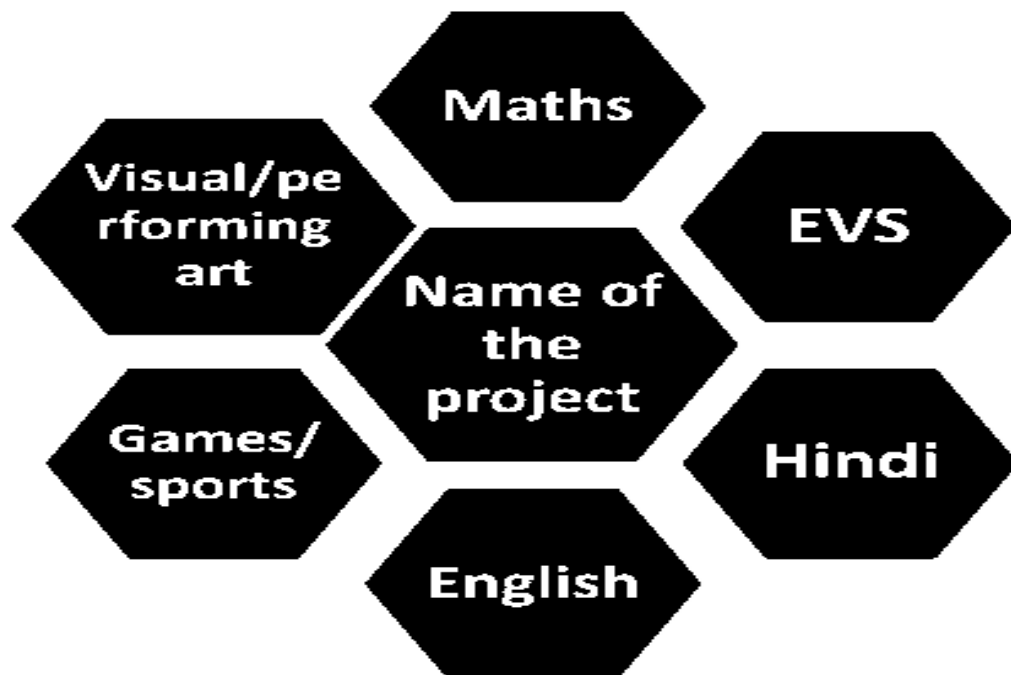 Maths
Visual/pe
rforming
art
EVS
Name of
the
project
Games/
sports
Hindi
English